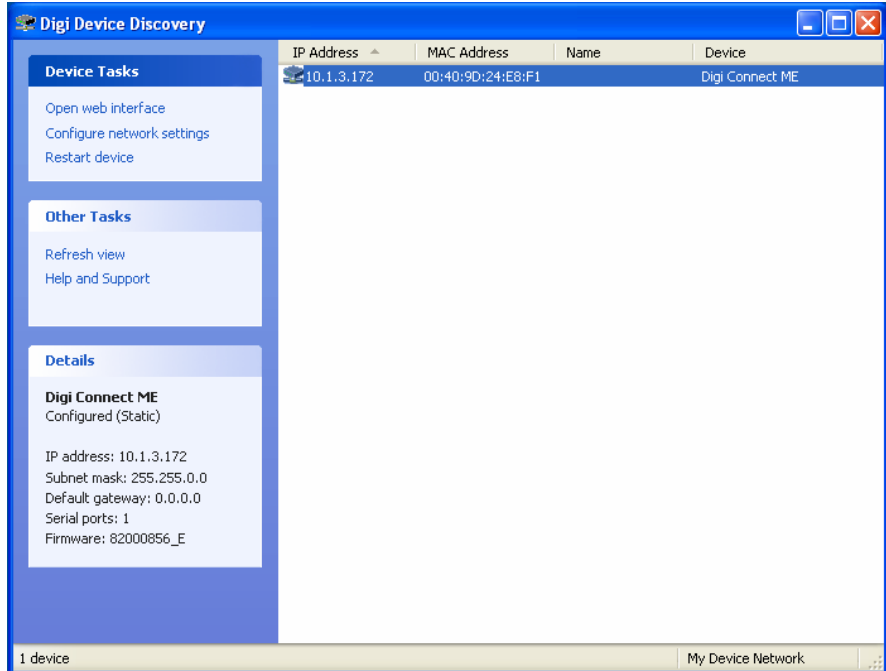 Digi Device Discovery
Device Tasks
Open web interface
Configure network settings
Restart device
Other Tasks
Refresh view
Help and Support
Details
Digi Connect ME
Configured (Static)
IP address: 10.1.3.172
Subnet mask: 255.255.0.0
Default gateway: 0.0.0.0
Serial ports: 1
Firmware: 82000856_E
IP Address MAC Address Name Device
10.1.3.172 00:40:9D:24:E8:F1 Digi Connect ME
1 device My Device Network